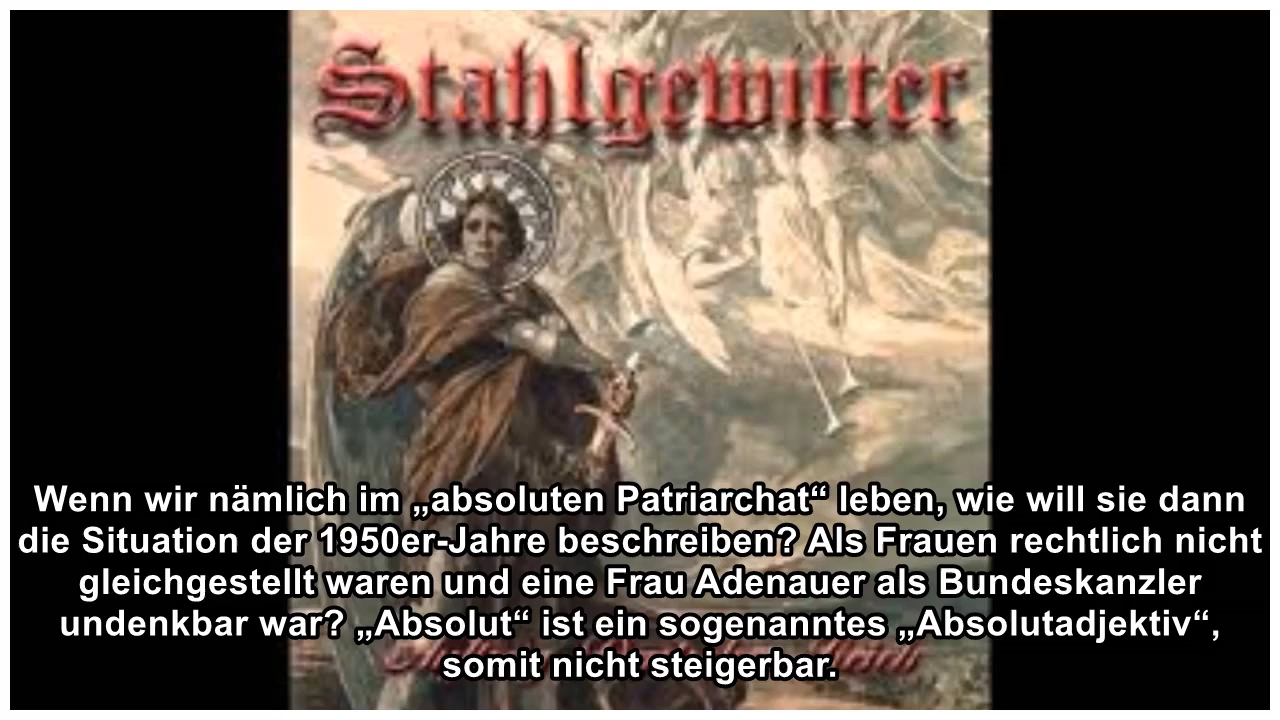 Stahlgewitter
Wenn wir nämlich im „absoluten Patriarchat“ leben, wie will sie dann
die Situation der 1950er-Jahre beschreiben? Als Frauen rechtlich nicht
gleichgestellt waren und eine Frau Adenauer als Bundeskanzler
undenkbar war? „Absolut“ ist ein sogenanntes „Absolutadjektiv“,
somit nicht steigerbar.